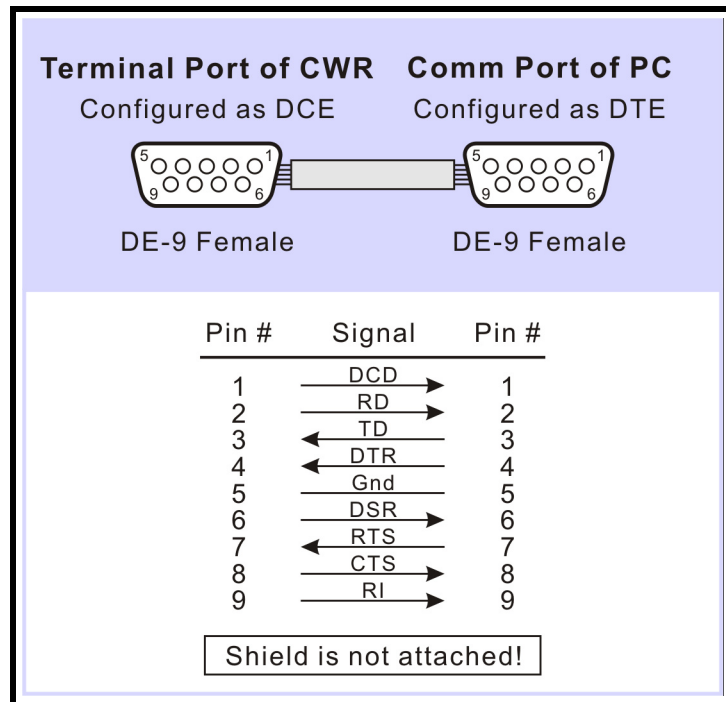 Terminal Port of CWR Comm Port of PC
Configured as DCE Configured as DTE
5 1 5 1
9 6 9 6
DE-9 Female DE-9 Female
Pin # Signal Pin #
1 DCD 1
2 RD 2
3 TD 3
4 DTR 4
5 Gnd 5
6 DSR 6
7 RTS 7
8 CTS 8
9 RI 9
Shield is not attached!